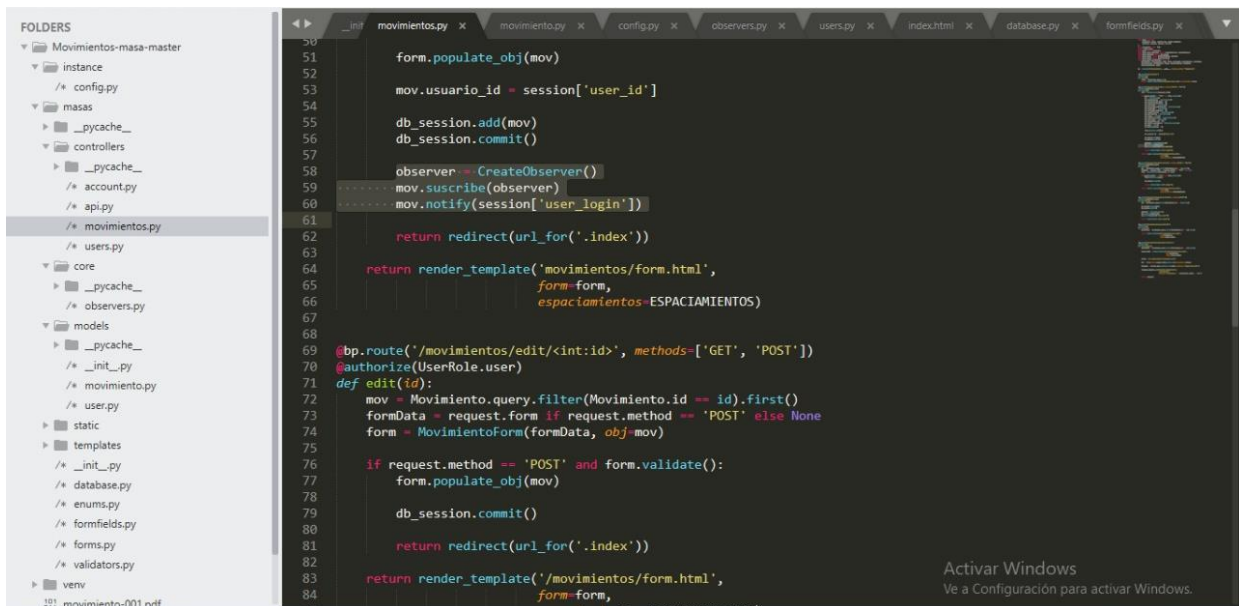 FOLDERS
Movimientos-masa-master
instance
/* config.py
masas
__pycache__
controllers
__pycache__
/* account.py
/* api.py
/* movimientos.py
/* users.py
core
__pycache__
/* observers.py
models
__pycache__
/* __init__.py
/* movimiento.py
/* user.py
static
templates
/* __init__.py
/* database.py
/* enums.py
/* formfields.py
/* forms.py
/* validators.py
venv
movimiento-001.pdf
__init movimientos.py × movimiento.py × config.py × observers.py × users.py × index.html × database.py × formfields.py ×
50
51 form.populate_obj(mov)
52
53 mov.usuario_id = session['user_id']
54
55 db_session.add(mov)
56 db_session.commit()
57
58 observer = CreateObserver()
59 mov.suscribe(observer)
60 mov.notify(session['user_login'])
61
62 return redirect(url_for('.index'))
63
64 return render_template('movimientos/form.html',
65 form=form,
66 espaciamientos=ESPACIAMIENTOS)
67
68
69 @bp.route('/movimientos/edit/<int:id>', methods=['GET', 'POST'])
70 @authorize(UserRole.user)
71 def edit(id):
72 mov = Movimiento.query.filter(Movimiento.id == id).first()
73 formData = request.form if request.method == 'POST' else None
74 form = MovimientoForm(formData, obj=mov)
75
76 if request.method == 'POST' and form.validate():
77 form.populate_obj(mov)
78
79 db_session.commit()
80
81 return redirect(url_for('.index'))
82
83 return render_template('/movimientos/form.html',
84 form=form,
Activar Windows
Ve a Configuración para activar Windows.